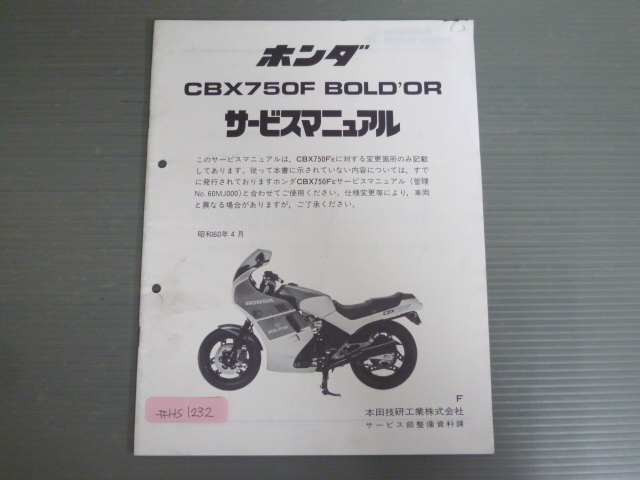 ホンダ
CBX750F BOLD'OR
サービスマニュアル
このサービスマニュアルは、CBX750FEに対する変更箇所のみ記載
してあります。従って本書に示されていない内容については、すで
に発行されておりますホンダCBX750FEサービスマニュアル（管理
No. 60MJ000）と合わせてご使用ください。仕様変更等により，車両
と異なる場合がありますが，ご了承ください。
昭和60年4月
HONDA
CBX
F
#HS1232
本田技研工業株式会社
サービス部整備資料課